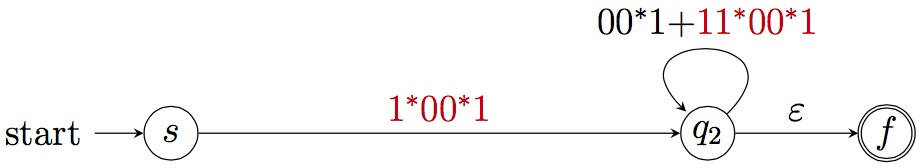 00*1+11*00*1
1*00*1
ε
start s q₂ f